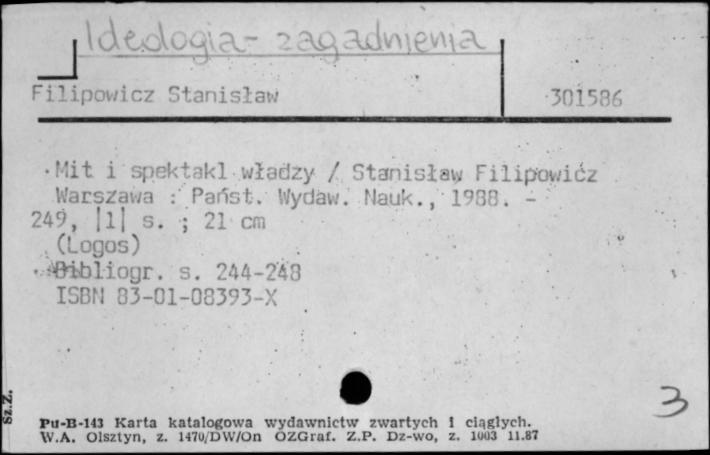 Ideologia - zagadnienia
Filipowicz Stanisław 301586
Mit i spektakl władzy / Stanisław Filipowicz
Warszawa : Państ. Wydaw. Nauk., 1988. -
249, |1| s. ; 21 cm
(Logos)
Bibliogr. s. 244-248
ISBN 83-01-08393-X
3
Sz.Z.
Pu-B-143 Karta katalogowa wydawnictw zwartych i ciągłych.
W.A. Olsztyn, z. 1470/DW/On OZGraf. Z.P. Dz-wo, z. 1003 11.87